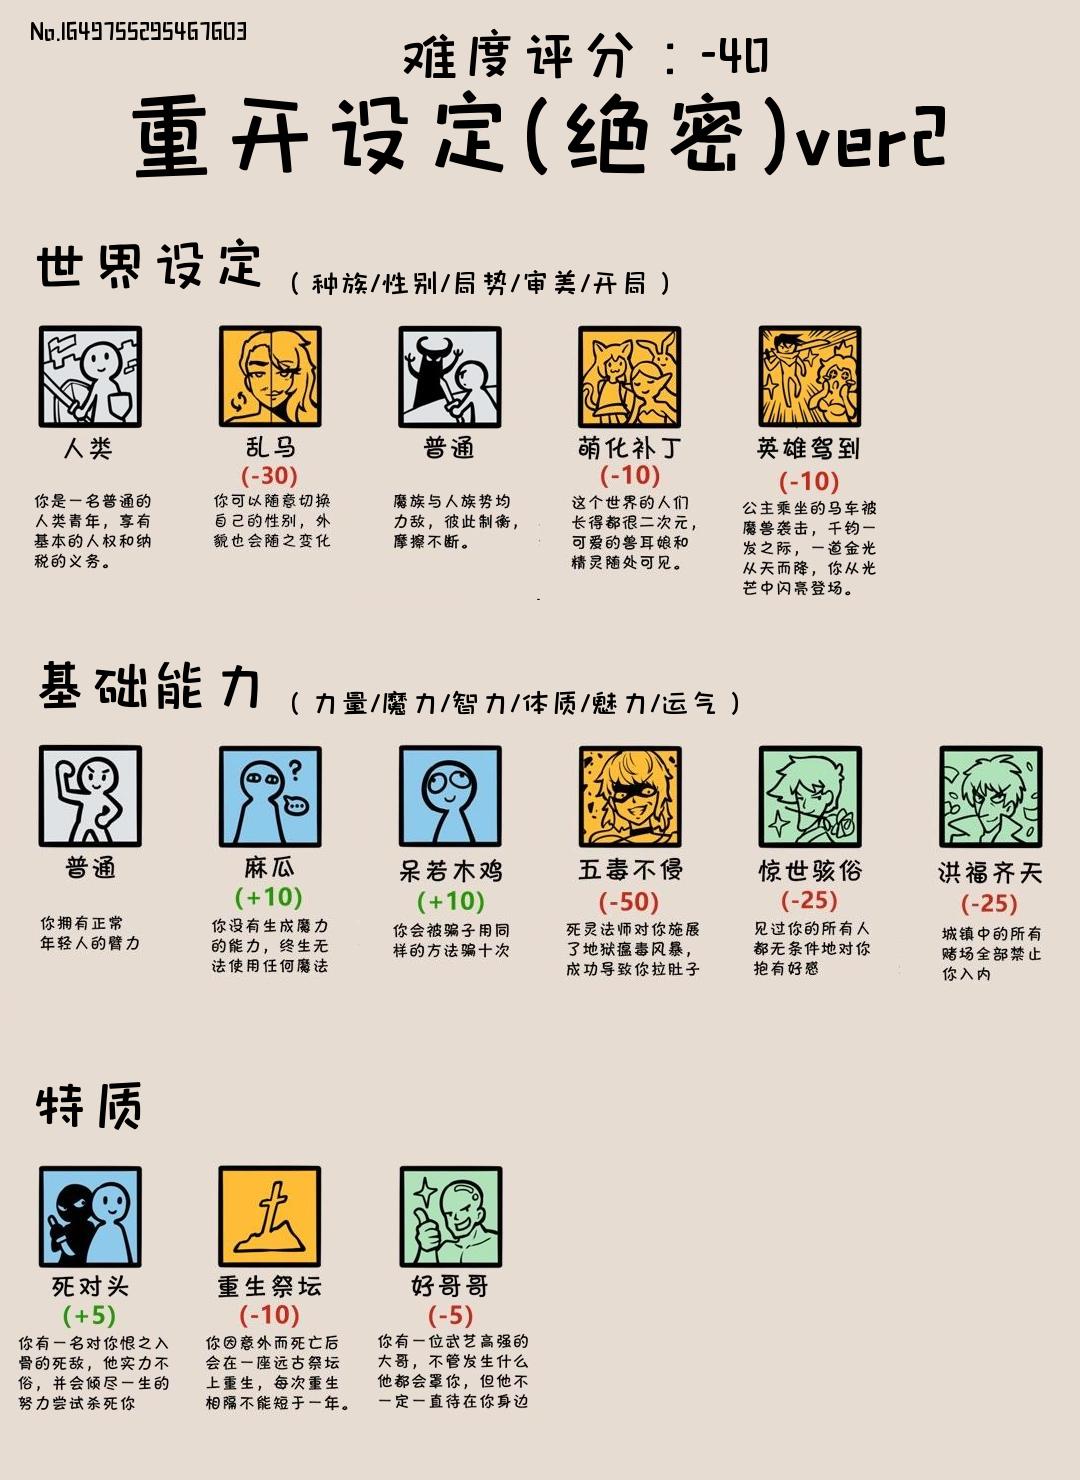 No.1649755295467603
难度评分：-40
重开设定(绝密)ver2
世界设定（种族/性别/局势/审美/开局）
人类
你是一名普通的
人类青年，享有
基本的人权和纳
税的义务。
乱马
(-30)
你可以随意切换
自己的性别，外
貌也会随之变化
普通
魔族与人族势均
力敌，彼此制衡，
摩擦不断。
萌化补丁
(-10)
这个世界的人们
长得都很二次元，
可爱的兽耳娘和
精灵随处可见。
英雄驾到
(-10)
公主乘坐的马车被
魔兽袭击，千钧一
发之际，一道金光
从天而降，你从光
芒中闪亮登场。
基础能力（力量/魔力/智力/体质/魅力/运气）
普通
你拥有正常
年轻人的臂力
麻瓜
(+10)
你没有生成魔力
的能力，终生无
法使用任何魔法
呆若木鸡
(+10)
你会被骗子用同
样的方法骗十次
五毒不侵
(-50)
死灵法师对你施展
了地狱瘟毒风暴，
成功导致你拉肚子
惊世骇俗
(-25)
见过你的所有人
都无条件地对你
抱有好感
洪福齐天
(-25)
城镇中的所有
赌场全部禁止
你入内
特质
死对头
(+5)
你有一名对你恨之入
骨的死敌，他实力不
俗，并会倾尽一生的
努力尝试杀死你
重生祭坛
(-10)
你因意外而死亡后
会在一座远古祭坛
上重生，每次重生
相隔不能短于一年。
好哥哥
(-5)
你有一位武艺高强的
大哥，不管发生什么
他都会罩你，但他不
一定一直待在你身边